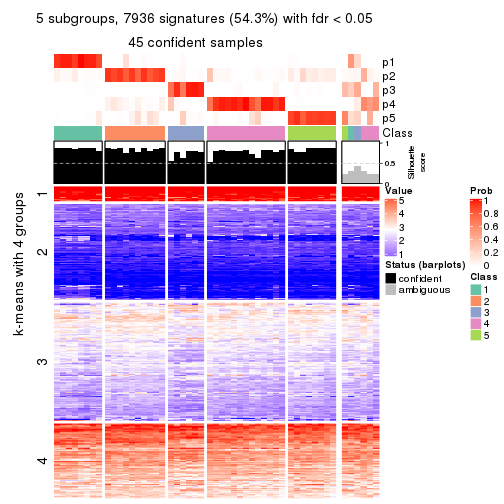 5 subgroups, 7936 signatures (54.3%) with fdr < 0.05
45 confident samples
p1
p2
p3
p4
p5
Class
1
0.5
0
Silhouette
score
k-means with 4 groups
1
2
3
4
Value
5
4
3
2
1
Status (barplots)
confident
ambiguous
Prob
1
0.8
0.6
0.4
0.2
0
Class
1
2
3
4
5